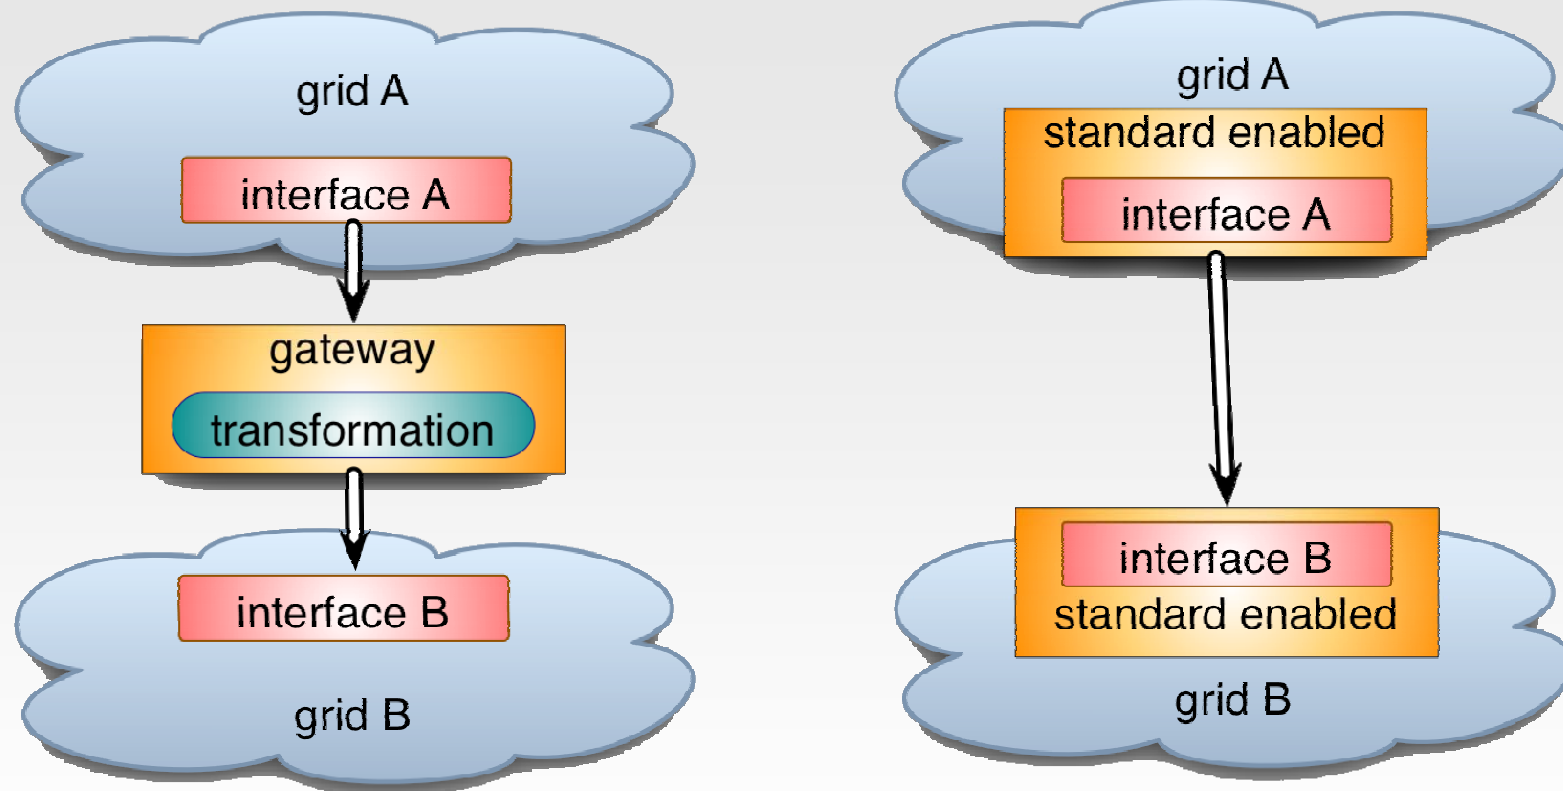 grid A
interface A
gateway
transformation
interface B
grid B
grid A
standard enabled
interface A
interface B
standard enabled
grid B